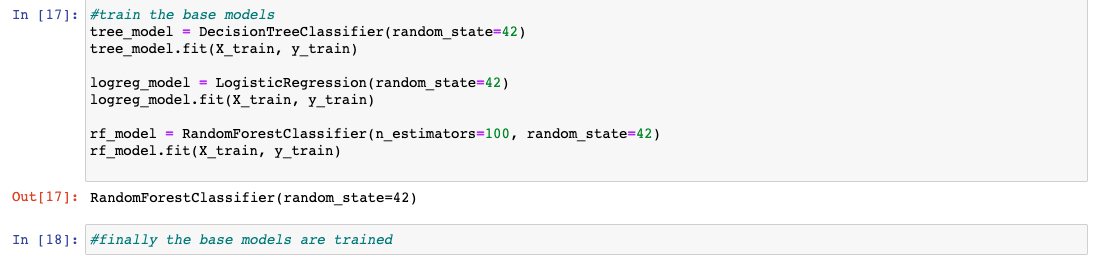 In [17]: #train the base models
tree_model = DecisionTreeClassifier(random_state=42)
tree_model.fit(X_train, y_train)
logreg_model = LogisticRegression(random_state=42)
logreg_model.fit(X_train, y_train)
rf_model = RandomForestClassifier(n_estimators=100, random_state=42)
rf_model.fit(X_train, y_train)
Out[17]: RandomForestClassifier(random_state=42)
In [18]: #finally the base models are trained